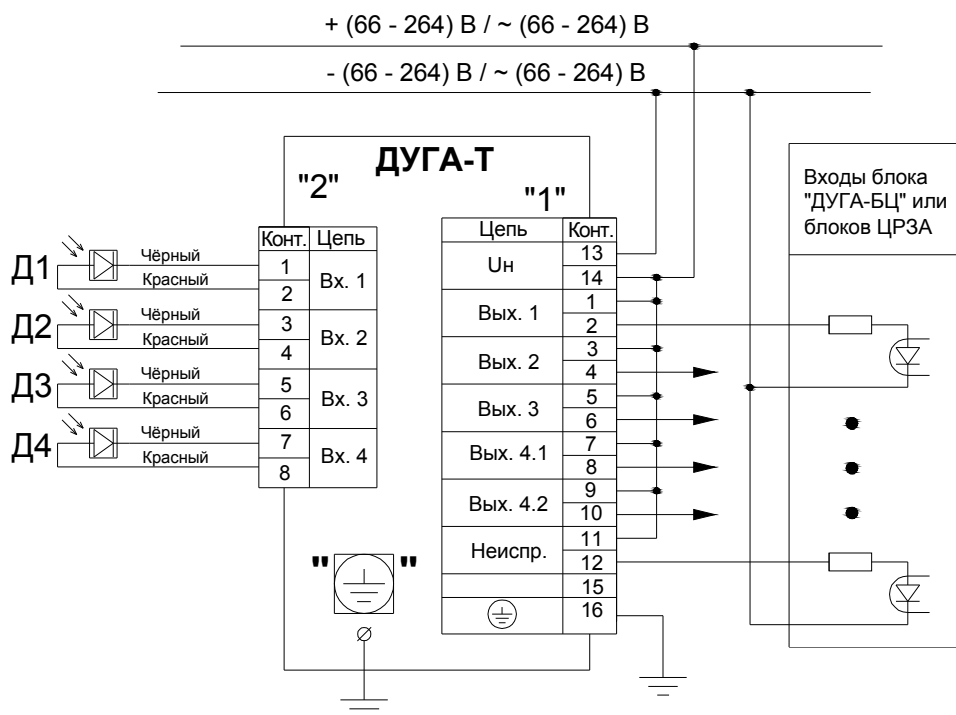 + (66 - 264) В / ~ (66 - 264) В
- (66 - 264) В / ~ (66 - 264) В
ДУГА-Т
"2"
"1"
Входы блока
"ДУГА-БЦ" или
блоков ЦРЗА
Конт. Цепь
Д1
Чёрный
Красный
1
2
Вх. 1
Д2
Чёрный
Красный
3
4
Вх. 2
Д3
Чёрный
Красный
5
6
Вх. 3
Д4
Чёрный
Красный
7
8
Вх. 4
Цепь Конт.
Uн
13
14
Вых. 1
1
2
Вых. 2
3
4
Вых. 3
5
6
Вых. 4.1
7
8
Вых. 4.2
9
10
Неиспр.
11
12
15
16
" "